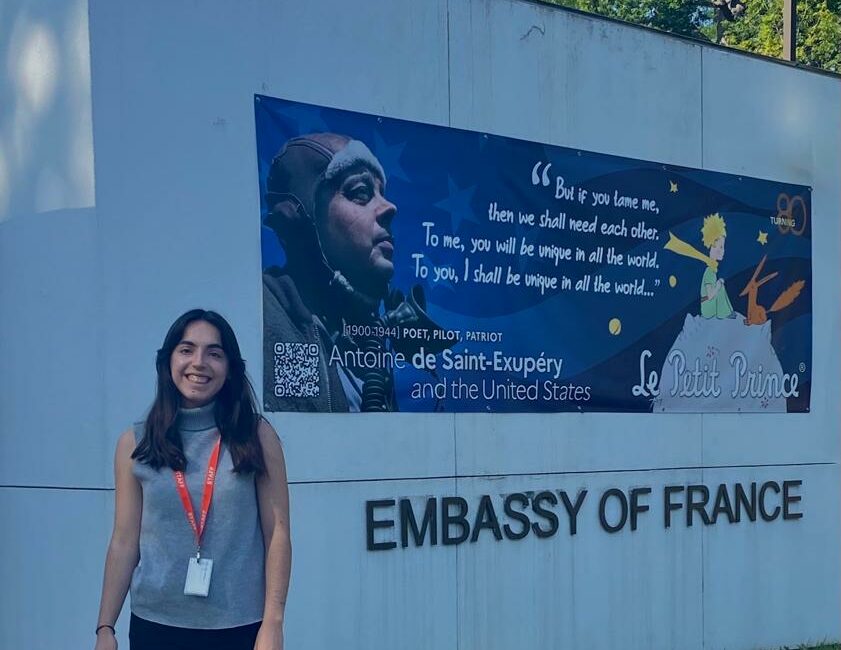 “But if you tame me,
then we shall need each other.
To me, you will be unique in all the world.
To you, I shall be unique in all the world...”
TURNING
80
[1900-1944] POET, PILOT, PATRIOT
Antoine de Saint-Exupéry
and the United States
Le Petit Prince®
EMBASSY OF FRANCE